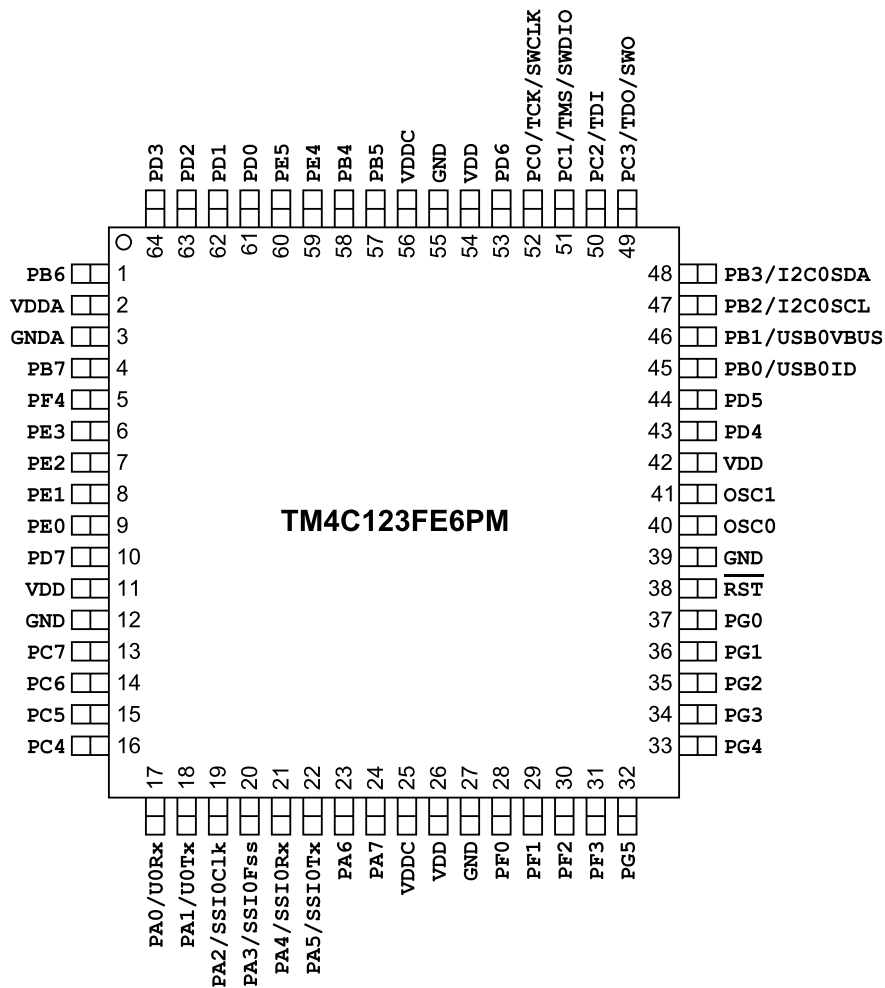 PD3 PD2 PD1 PD0 PE5 PE4 PB4 PB5 VDDC GND VDD PD6 PC0/TCK/SWCLK PC1/TMS/SWDIO PC2/TDI PC3/TDO/SWO
64 63 62 61 60 59 58 57 56 55 54 53 52 51 50 49
PB6 1 48 PB3/I2C0SDA
VDDA 2 47 PB2/I2C0SCL
GNDA 3 46 PB1/USB0VBUS
PB7 4 45 PB0/USB0ID
PF4 5 44 PD5
PE3 6 43 PD4
PE2 7 42 VDD
PE1 8 41 OSC1
TM4C123FE6PM
PE0 9 40 OSC0
PD7 10 39 GND
VDD 11 38 RST
GND 12 37 PG0
PC7 13 36 PG1
PC6 14 35 PG2
PC5 15 34 PG3
PC4 16 33 PG4
17 18 19 20 21 22 23 24 25 26 27 28 29 30 31 32
PA0/U0Rx PA1/U0Tx PA2/SSI0Clk PA3/SSI0Fss PA4/SSI0Rx PA5/SSI0Tx PA6 PA7 VDDC VDD GND PF0 PF1 PF2 PF3 PG5